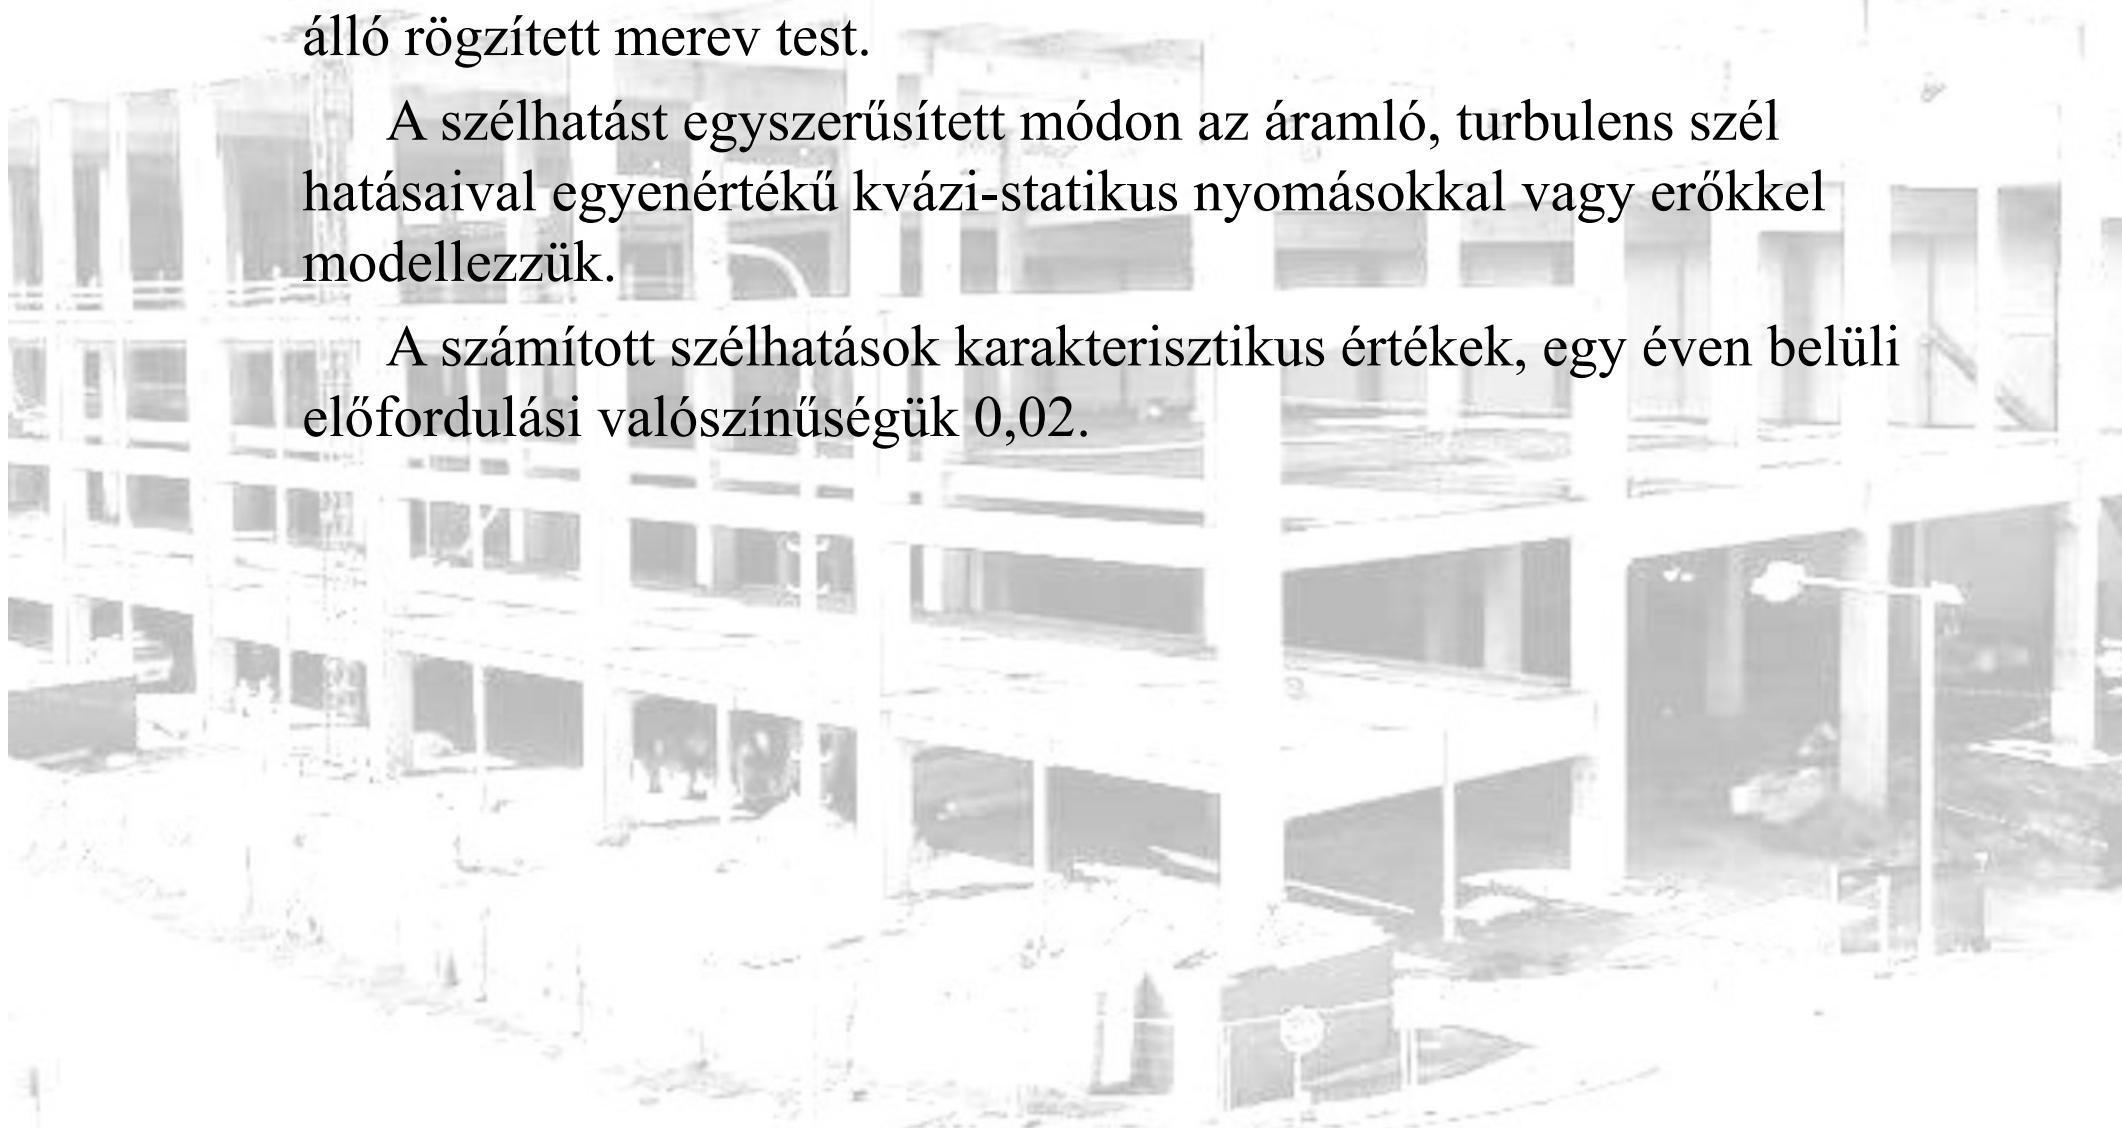 álló rögzített merev test.
A szélhatást egyszerűsített módon az áramló, turbulens szél
hatásaival egyenértékű kvázi-statikus nyomásokkal vagy erőkkel
modellezzük.
A számított szélhatások karakterisztikus értékek, egy éven belüli
előfordulási valószínűségük 0,02.